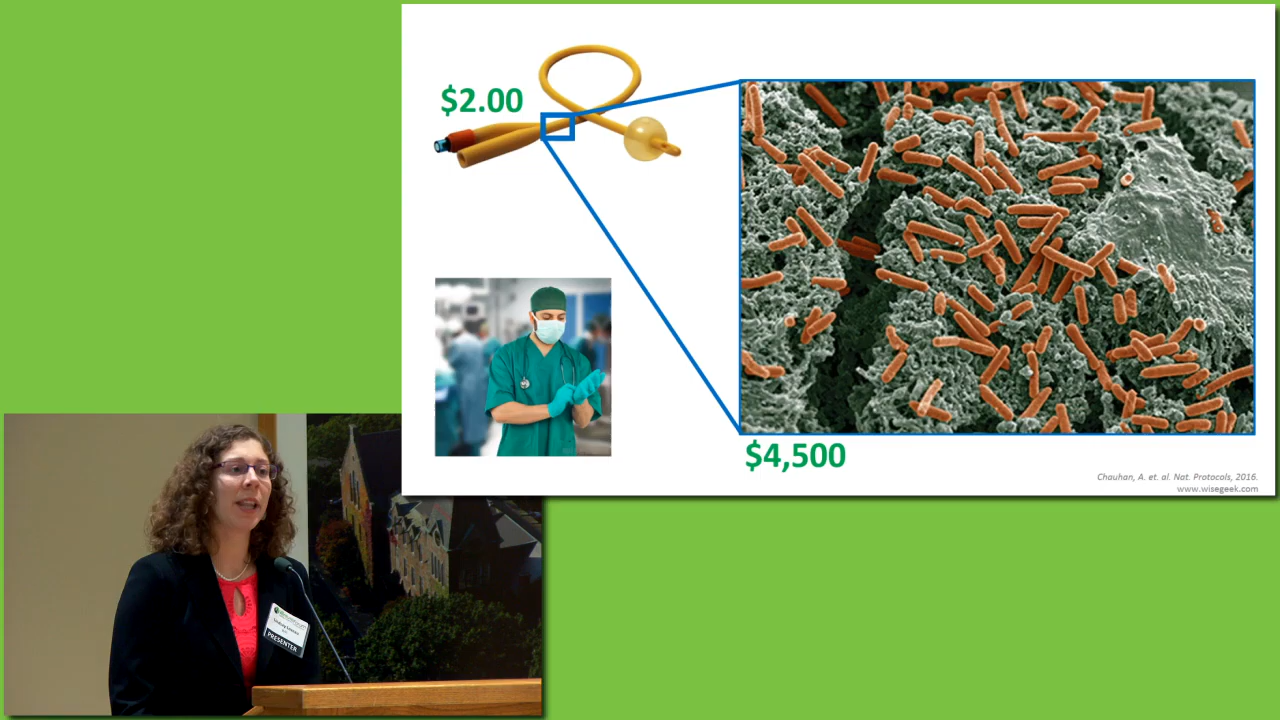 $2.00
$4,500
Chauhan, A. et. al. Nat. Protocols, 2016.
www.wisegeek.com
PRESENTER